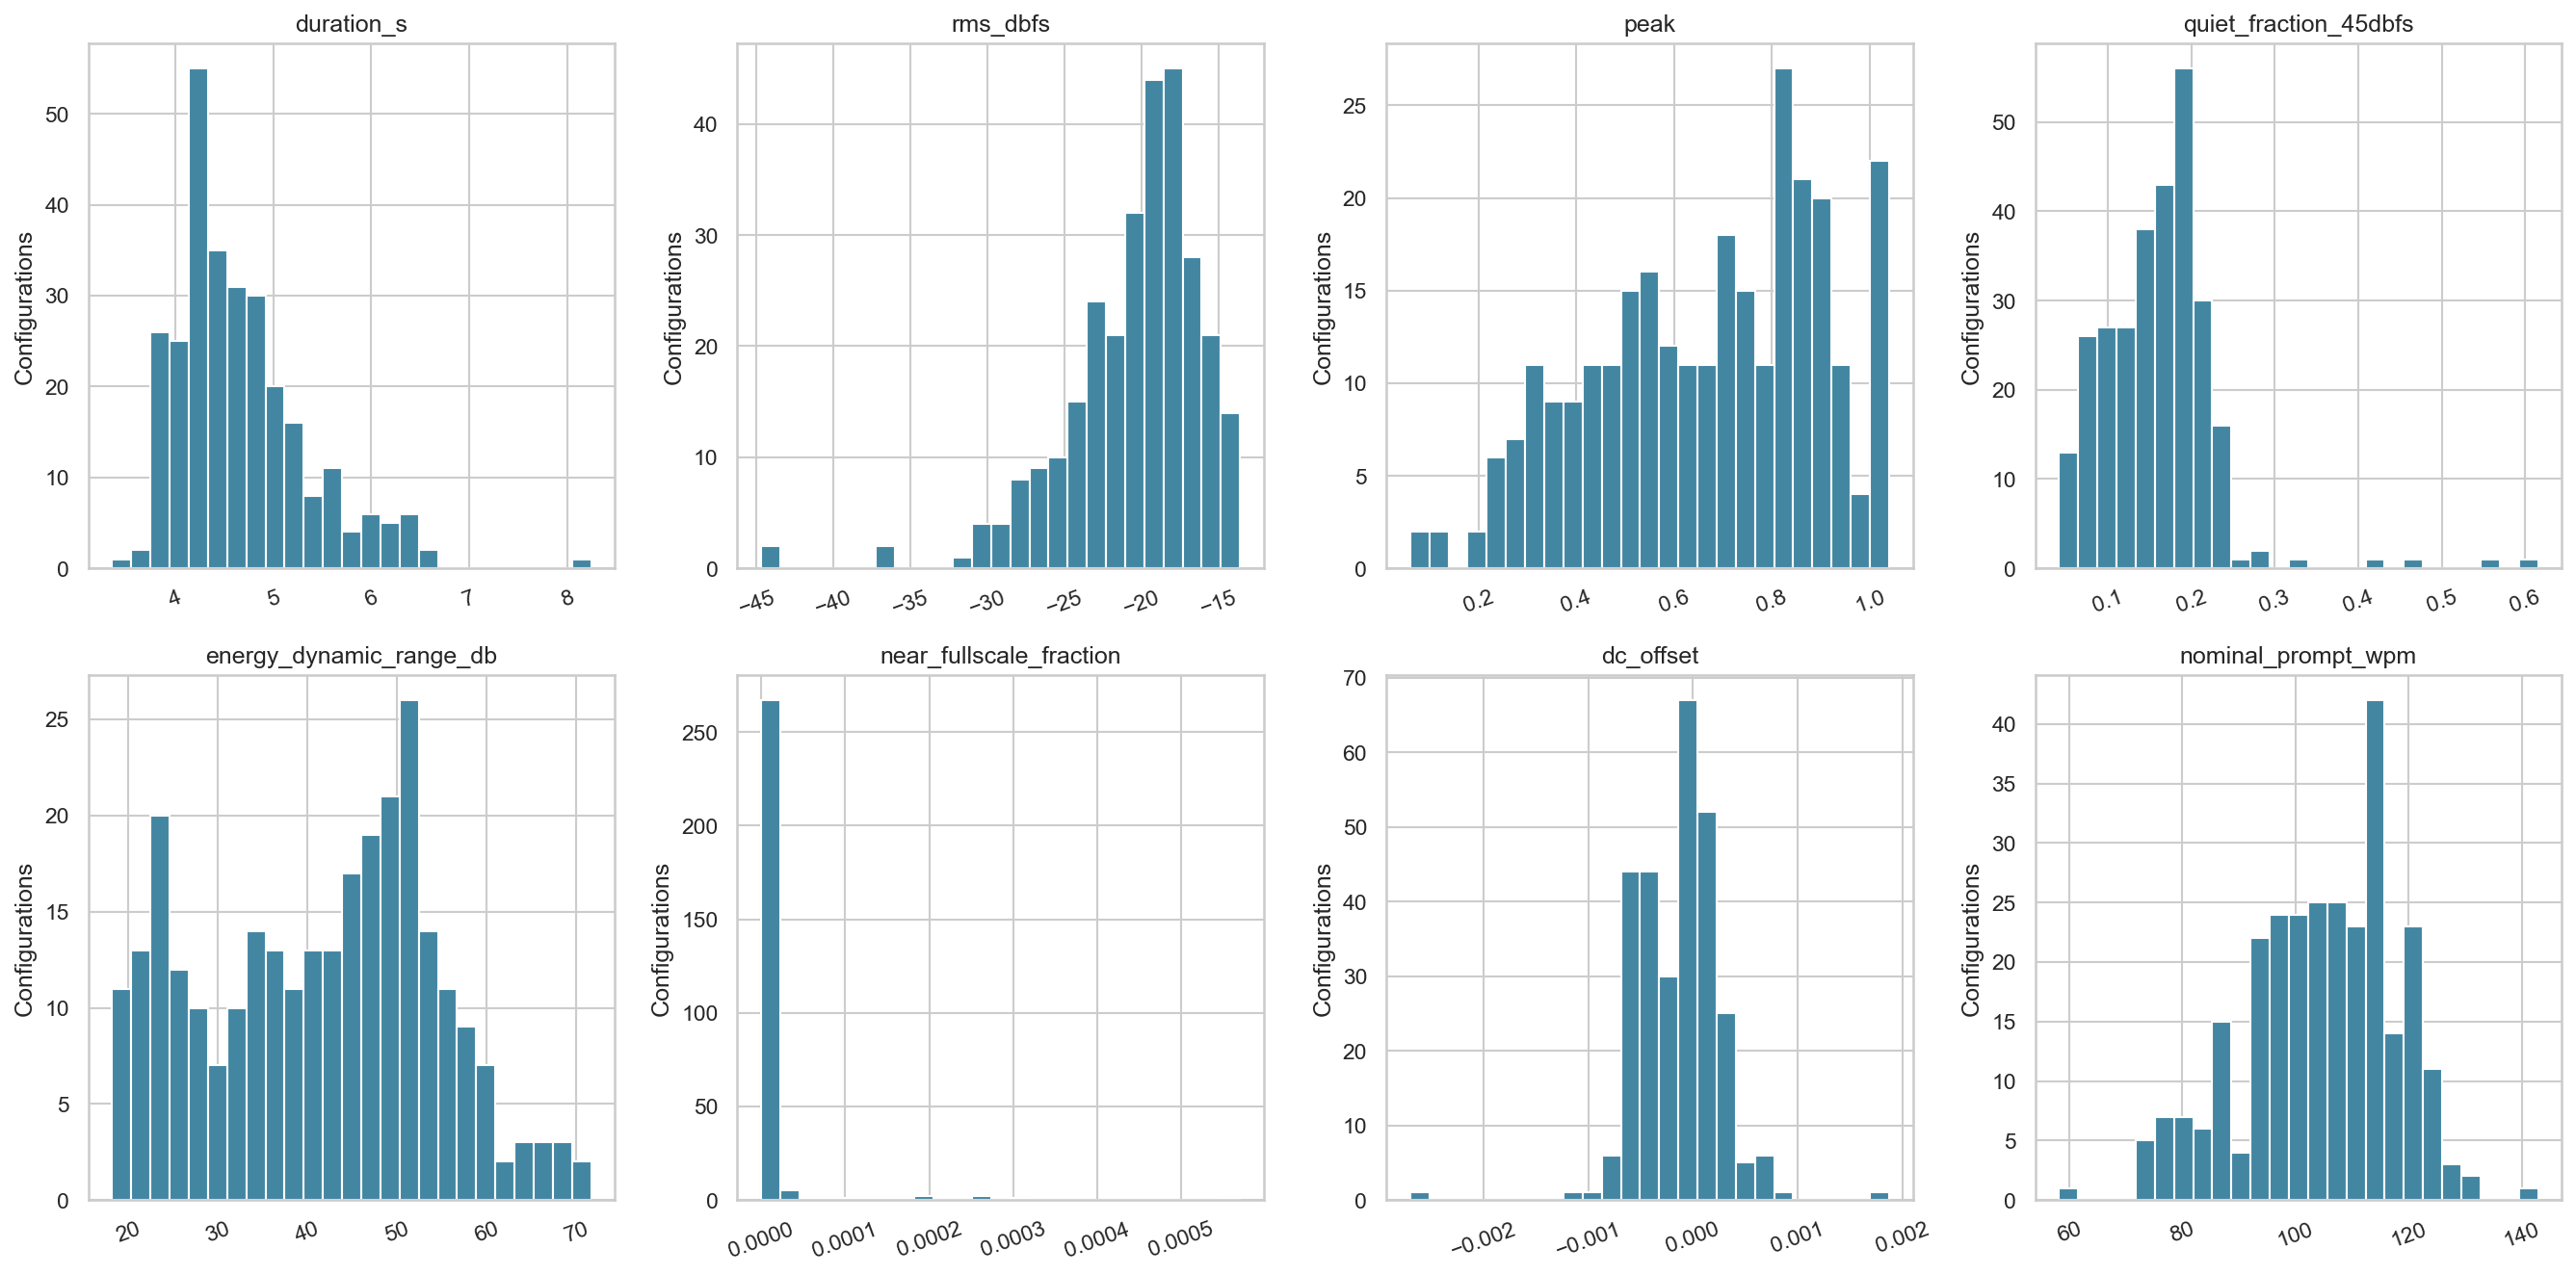 duration_s
Configurations
50
40
30
20
10
0
4 5 6 7 8
rms_dbfs
Configurations
40
30
20
10
0
−45 −40 −35 −30 −25 −20 −15
peak
Configurations
25
20
15
10
5
0
0.2 0.4 0.6 0.8 1.0
quiet_fraction_45dbfs
Configurations
50
40
30
20
10
0
0.1 0.2 0.3 0.4 0.5 0.6
energy_dynamic_range_db
Configurations
25
20
15
10
5
0
20 30 40 50 60 70
near_fullscale_fraction
Configurations
250
200
150
100
50
0
0.0000 0.0001 0.0002 0.0003 0.0004 0.0005
dc_offset
Configurations
70
60
50
40
30
20
10
0
−0.002 −0.001 0.000 0.001 0.002
nominal_prompt_wpm
Configurations
40
35
30
25
20
15
10
5
0
60 80 100 120 140